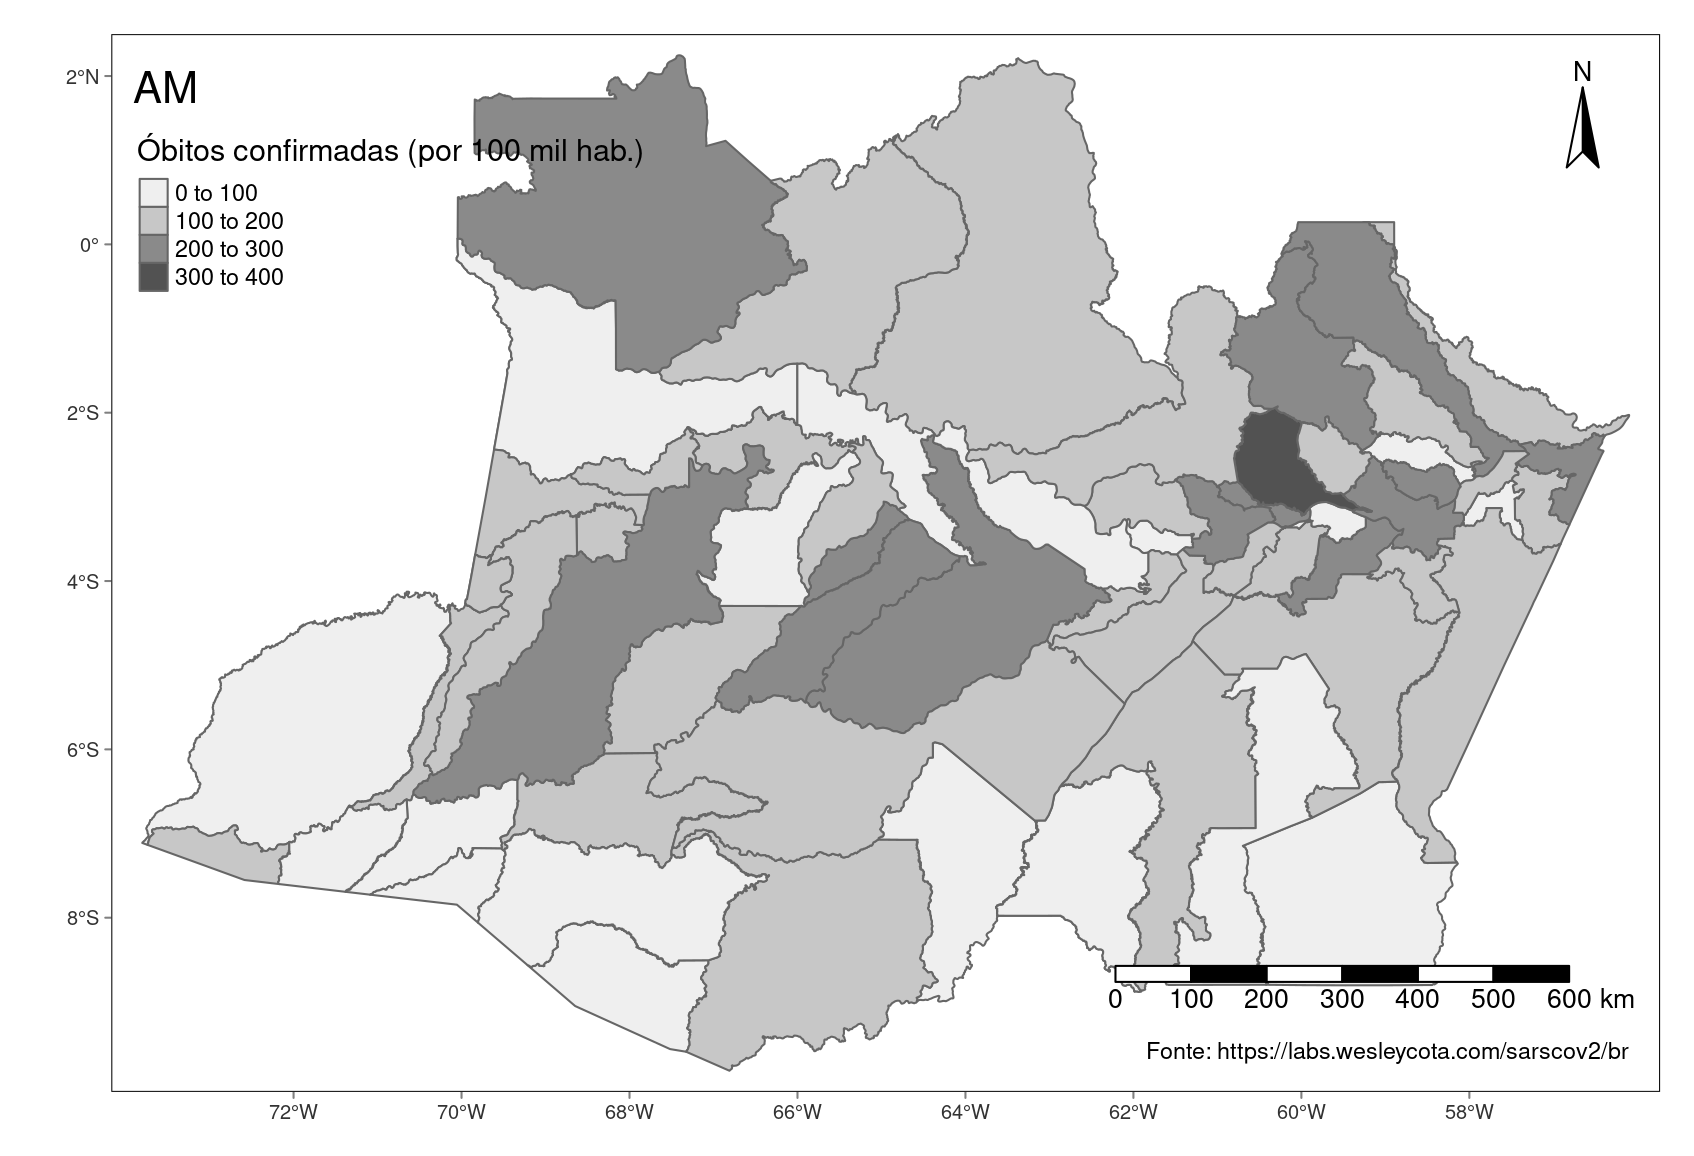 AM
N
Óbitos confirmadas (por 100 mil hab.)
0 to 100
100 to 200
200 to 300
300 to 400
2°N
0°
2°S
4°S
6°S
8°S
0 100 200 300 400 500 600 km
Fonte: https://labs.wesleycota.com/sarscov2/br
72°W 70°W 68°W 66°W 64°W 62°W 60°W 58°W